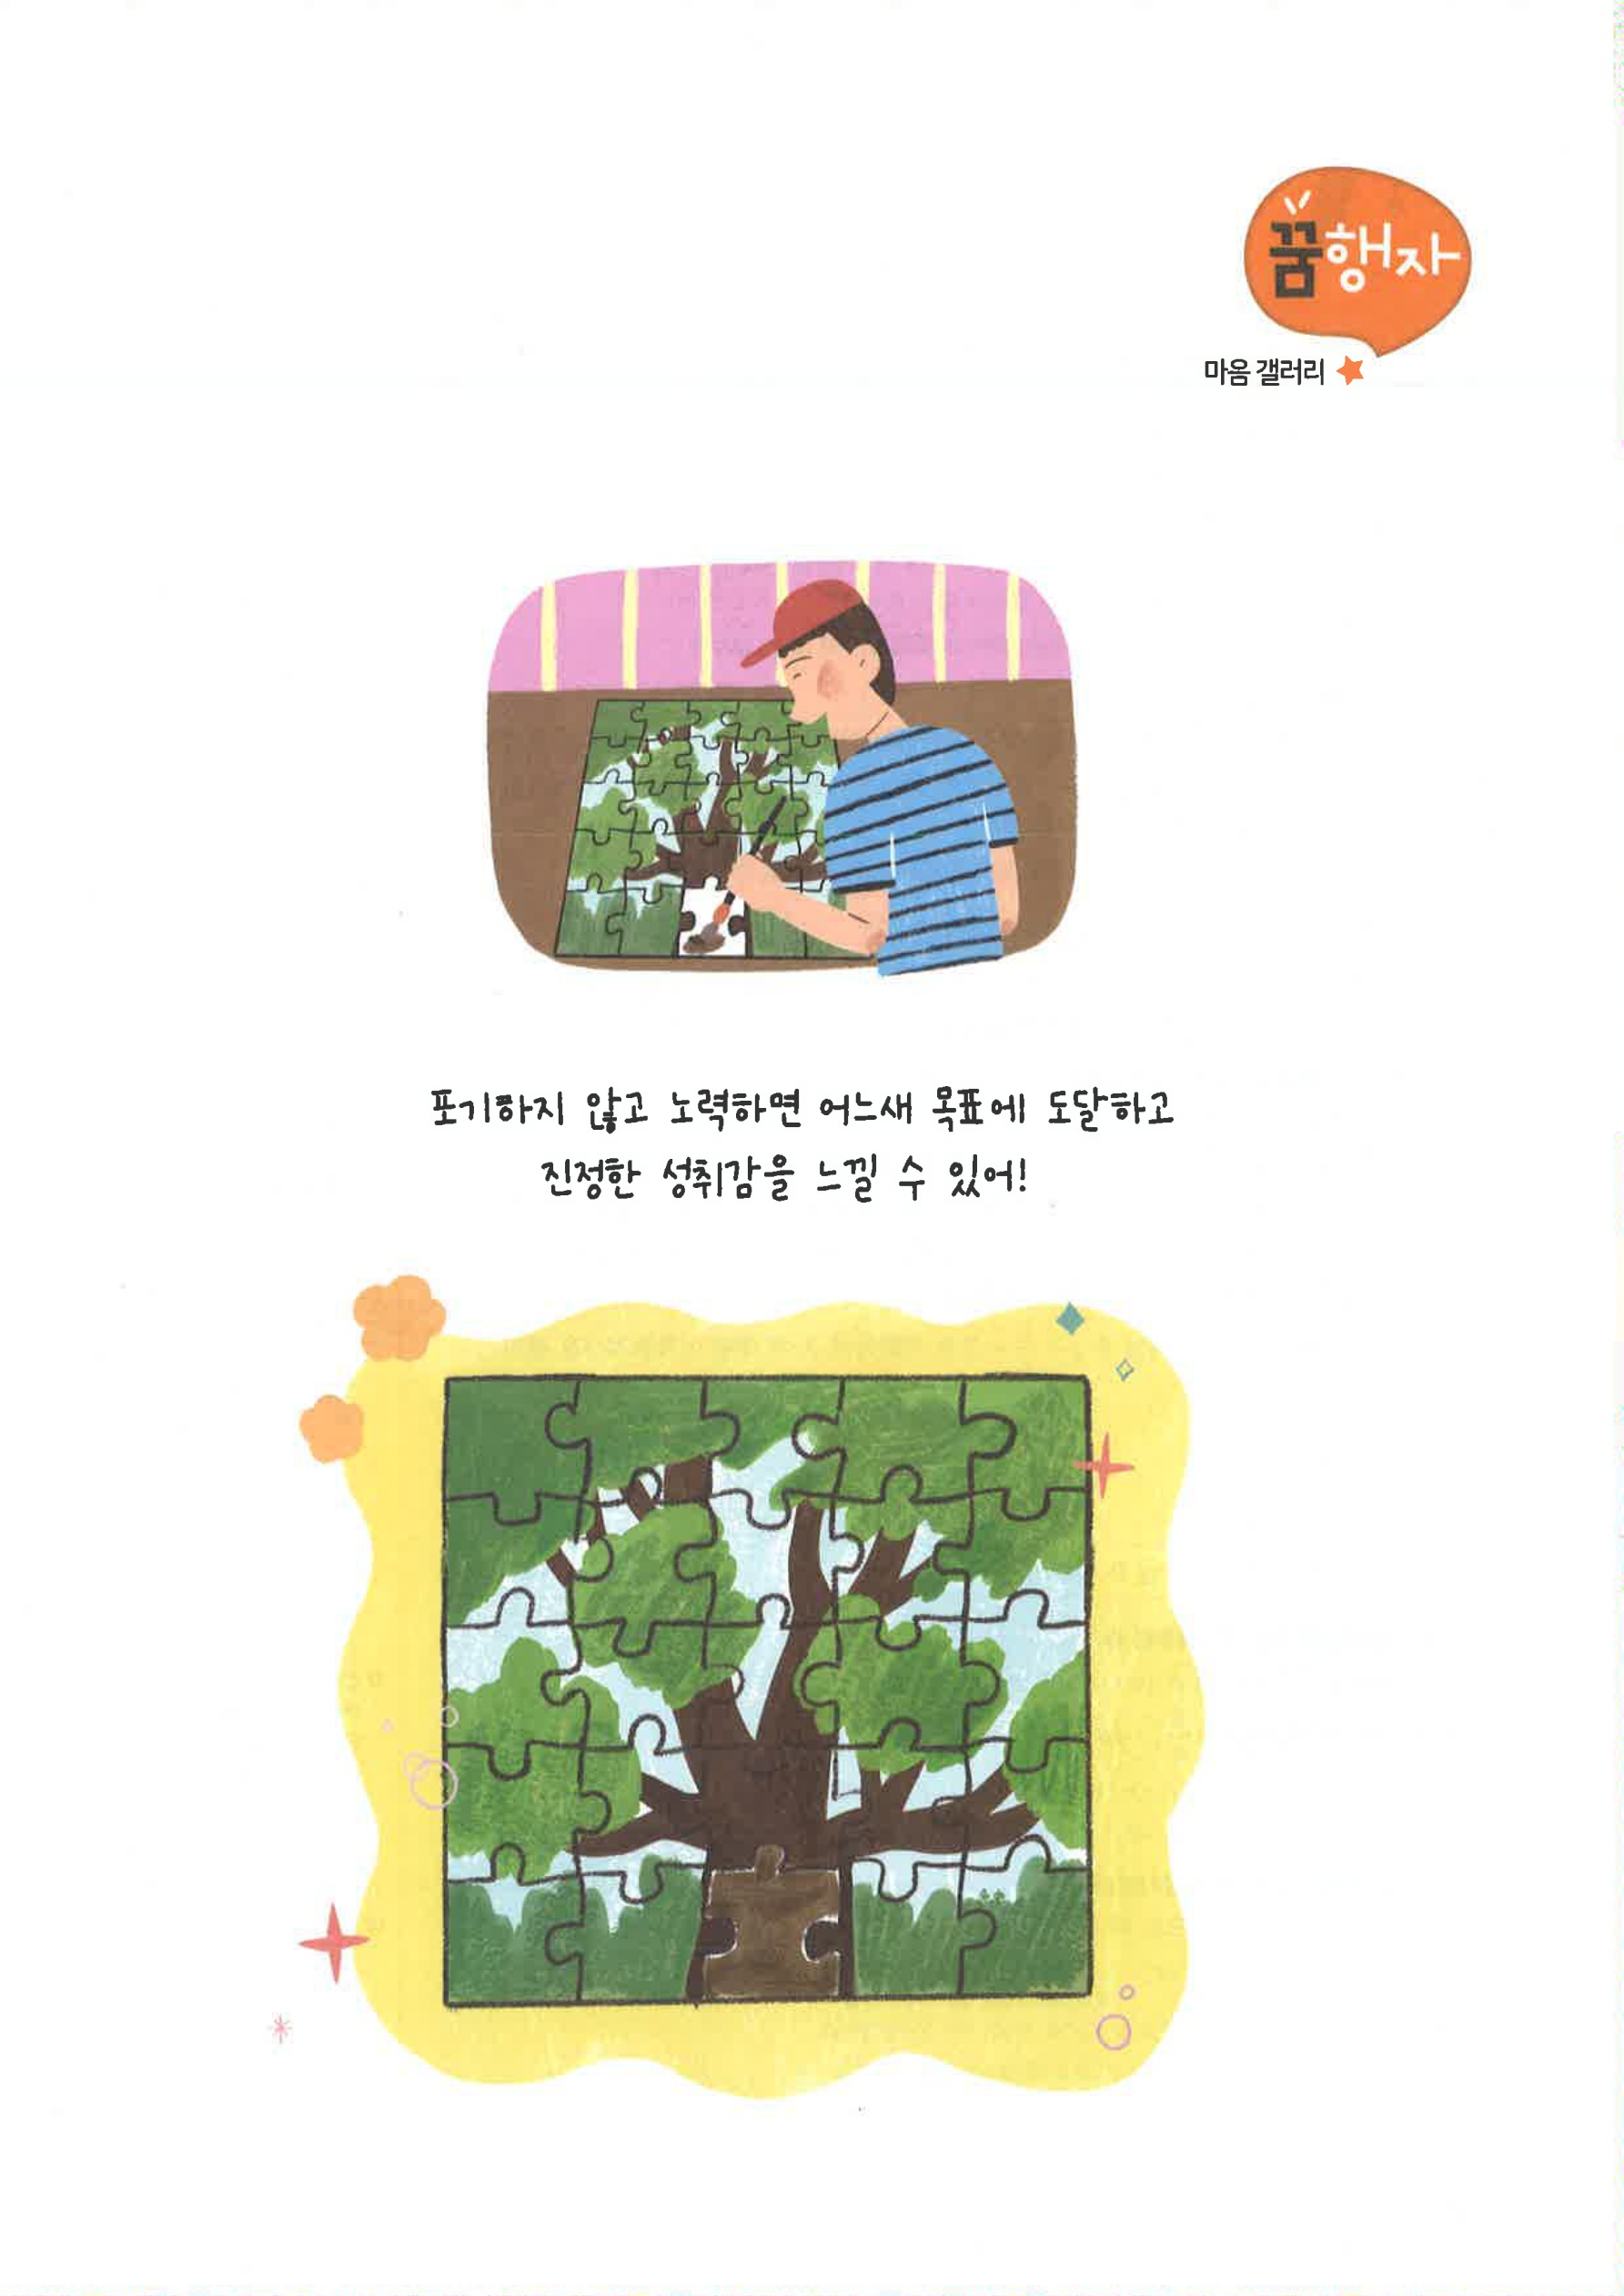 꿈행자
마음 갤러리
포기하지 않고 노력하면 어느새 목표에 도달하고
진정한 성취감을 느낄 수 있어!